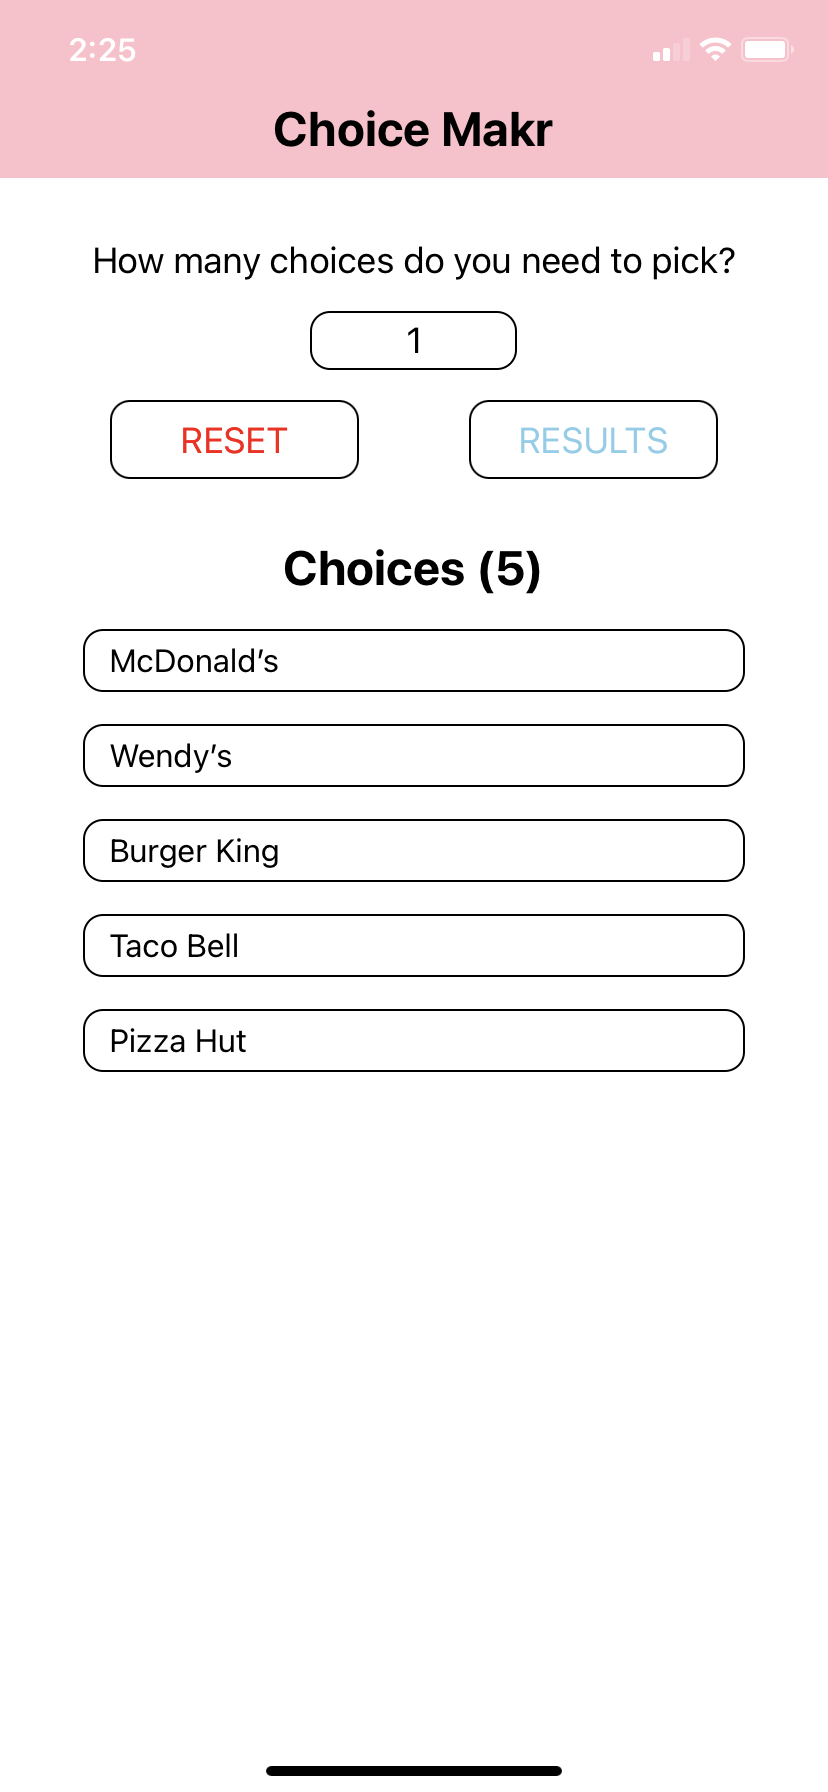 2:25
Choice Makr
How many choices do you need to pick?
1
RESET RESULTS
Choices (5)
McDonald’s
Wendy’s
Burger King
Taco Bell
Pizza Hut